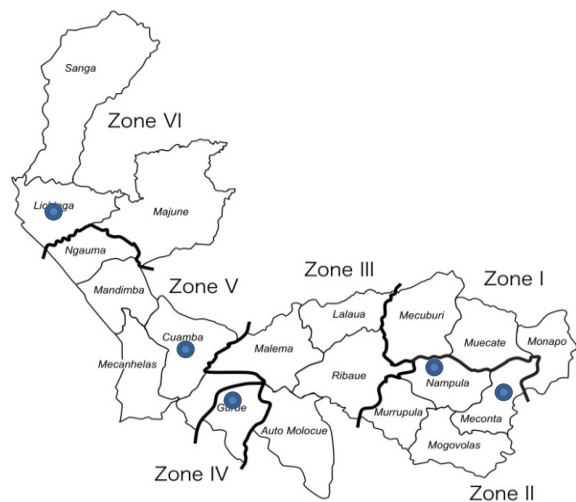 Sanga
Zone VI
Lichinga
Majune
Ngauma
Zone III
Zone I
Mandimba
Zone V
Lalaua
Mecuburi
Cuamba
Muecate
Monapo
Malema
Mecanhelas
Ribaue
Nampula
Gurue
Murrupula
Meconta
Auto Molocue
Mogovolas
Zone IV
Zone II